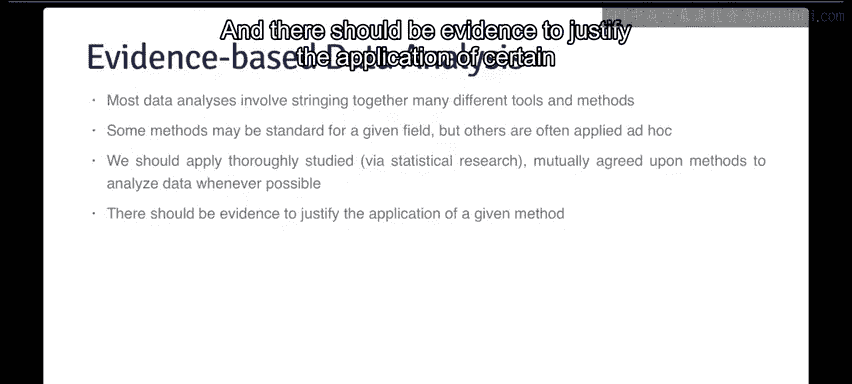 And there should be evidence to justify
the application of certain
Evidence-based Data Analysis
· Most data analyses involve stringing together many different tools and methods
· Some methods may be standard for a given field, but others are often applied ad hoc
· We should apply thoroughly studied (via statistical research), mutually agreed upon methods to
analyze data whenever possible
· There should be evidence to justify the application of a given method